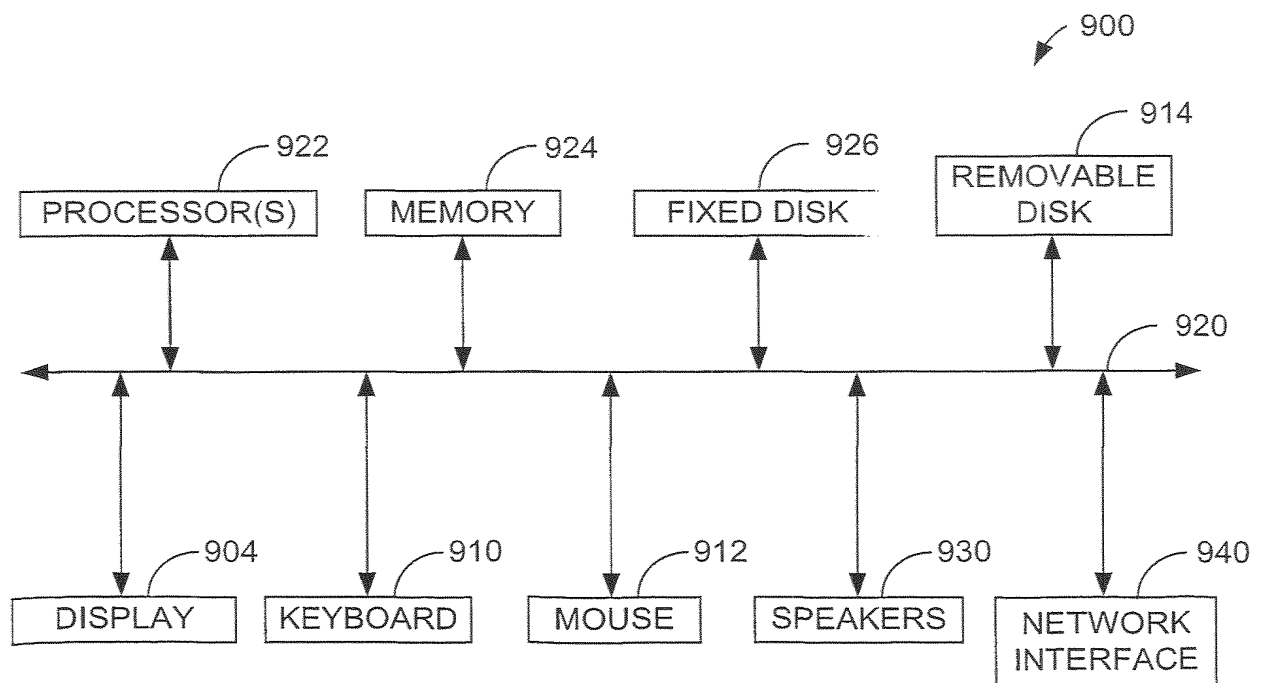 900
922
924
926
914
PROCESSOR(S)
MEMORY
FIXED DISK
REMOVABLE
DISK
920
904
910
912
930
940
DISPLAY
KEYBOARD
MOUSE
SPEAKERS
NETWORK
INTERFACE